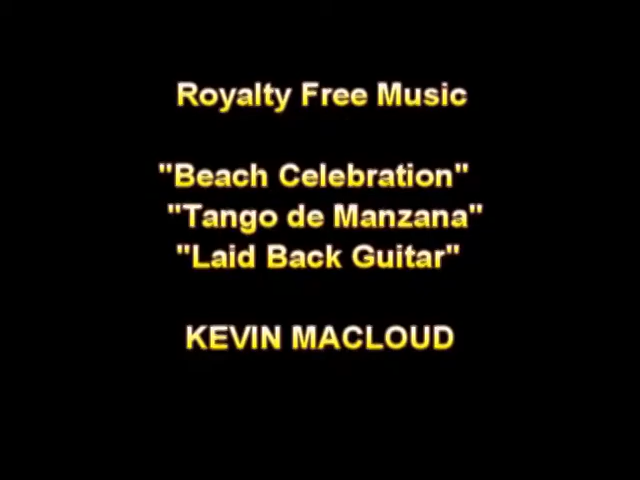 Royalty Free Music
"Beach Celebration"
"Tango de Manzana"
"Laid Back Guitar"
KEVIN MACLOUD